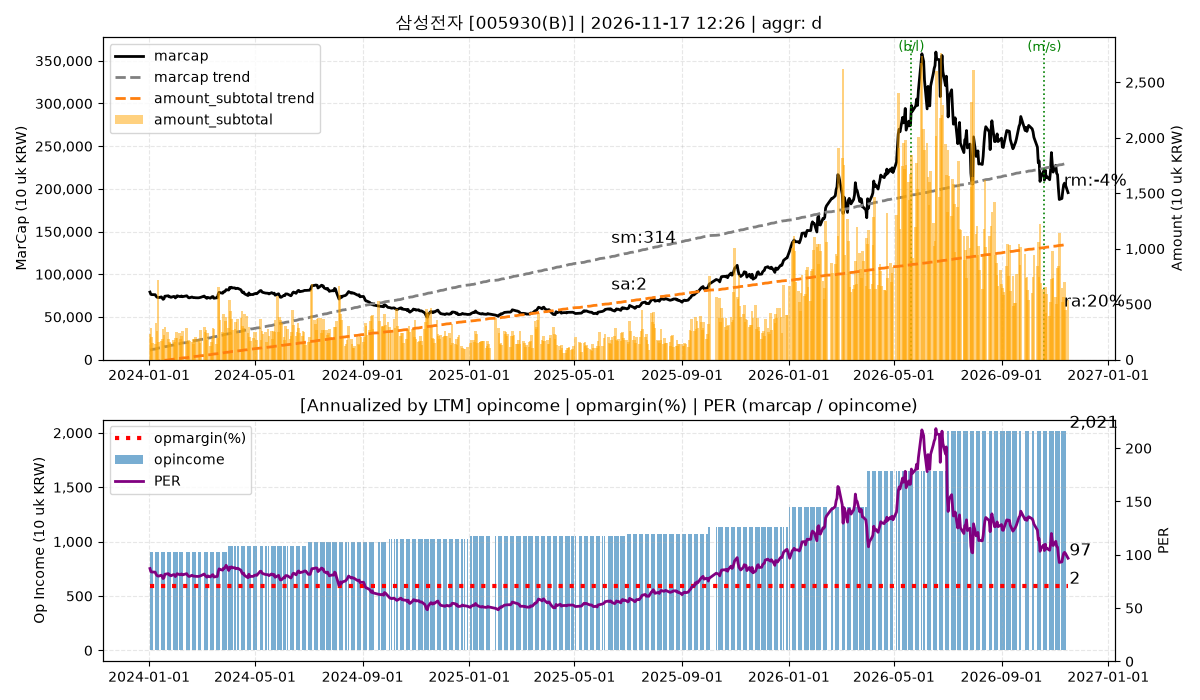 삼성전자 [005930(B)] | 2026-11-17 12:26 | aggr: d
marcap
marcap trend
amount_subtotal trend
amount_subtotal
(b/l)
(m/s)
350,000
300,000
250,000
200,000
150,000
100,000
50,000
0
MarCap (10 uk KRW)
2,500
2,000
1,500
1,000
500
0
Amount (10 uk KRW)
sm:314
sa:2
rm:-4%
ra:20%
2024-01-01 2024-05-01 2024-09-01 2025-01-01 2025-05-01 2025-09-01 2026-01-01 2026-05-01 2026-09-01 2027-01-01
[Annualized by LTM] opincome | opmargin(%) | PER (marcap / opincome)
opmargin(%)
opincome
PER
2,000
1,500
1,000
500
0
Op Income (10 uk KRW)
200
150
100
50
0
PER
2,021
97
2
2024-01-01 2024-05-01 2024-09-01 2025-01-01 2025-05-01 2025-09-01 2026-01-01 2026-05-01 2026-09-01 2027-01-01